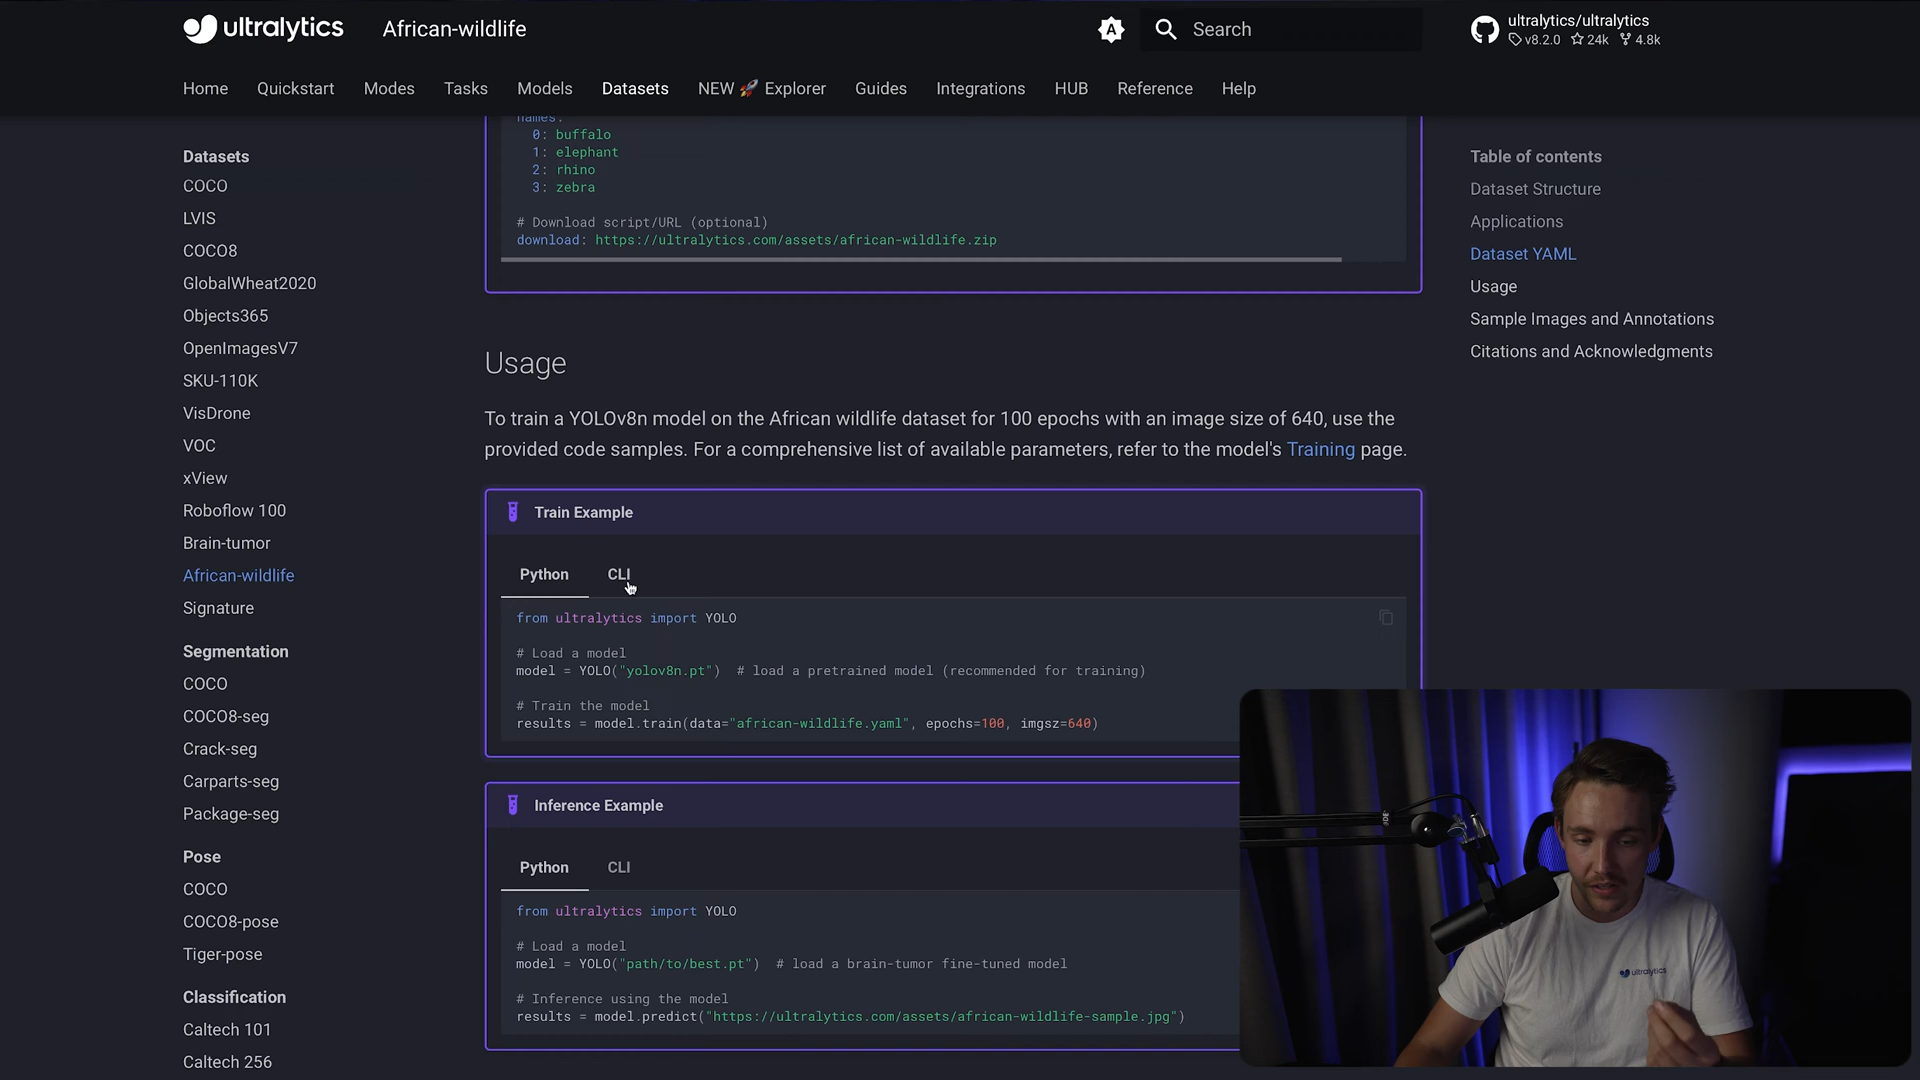 ultralytics
African-wildlife
A
Search
ultralytics/ultralytics
v8.2.0 24k 4.8k
Home Quickstart Modes Tasks Models Datasets NEW 🚀 Explorer Guides Integrations HUB Reference Help
Datasets
COCO
LVIS
COCO8
GlobalWheat2020
Objects365
OpenImagesV7
SKU-110K
VisDrone
VOC
xView
Roboflow 100
Brain-tumor
African-wildlife
Signature
Segmentation
COCO
COCO8-seg
Crack-seg
Carparts-seg
Package-seg
Pose
COCO
COCO8-pose
Tiger-pose
Classification
Caltech 101
Caltech 256
names:
0: buffalo
1: elephant
2: rhino
3: zebra
# Download script/URL (optional)
download: https://ultralytics.com/assets/african-wildlife.zip
Usage
To train a YOLOv8n model on the African wildlife dataset for 100 epochs with an image size of 640, use the
provided code samples. For a comprehensive list of available parameters, refer to the model's Training page.
Train Example
Python CLI
from ultralytics import YOLO
# Load a model
model = YOLO("yolov8n.pt") # load a pretrained model (recommended for training)
# Train the model
results = model.train(data="african-wildlife.yaml", epochs=100, imgsz=640)
Inference Example
Python CLI
from ultralytics import YOLO
# Load a model
model = YOLO("path/to/best.pt") # load a brain-tumor fine-tuned model
# Inference using the model
results = model.predict("https://ultralytics.com/assets/african-wildlife-sample.jpg")
Table of contents
Dataset Structure
Applications
Dataset YAML
Usage
Sample Images and Annotations
Citations and Acknowledgments
ultralytics